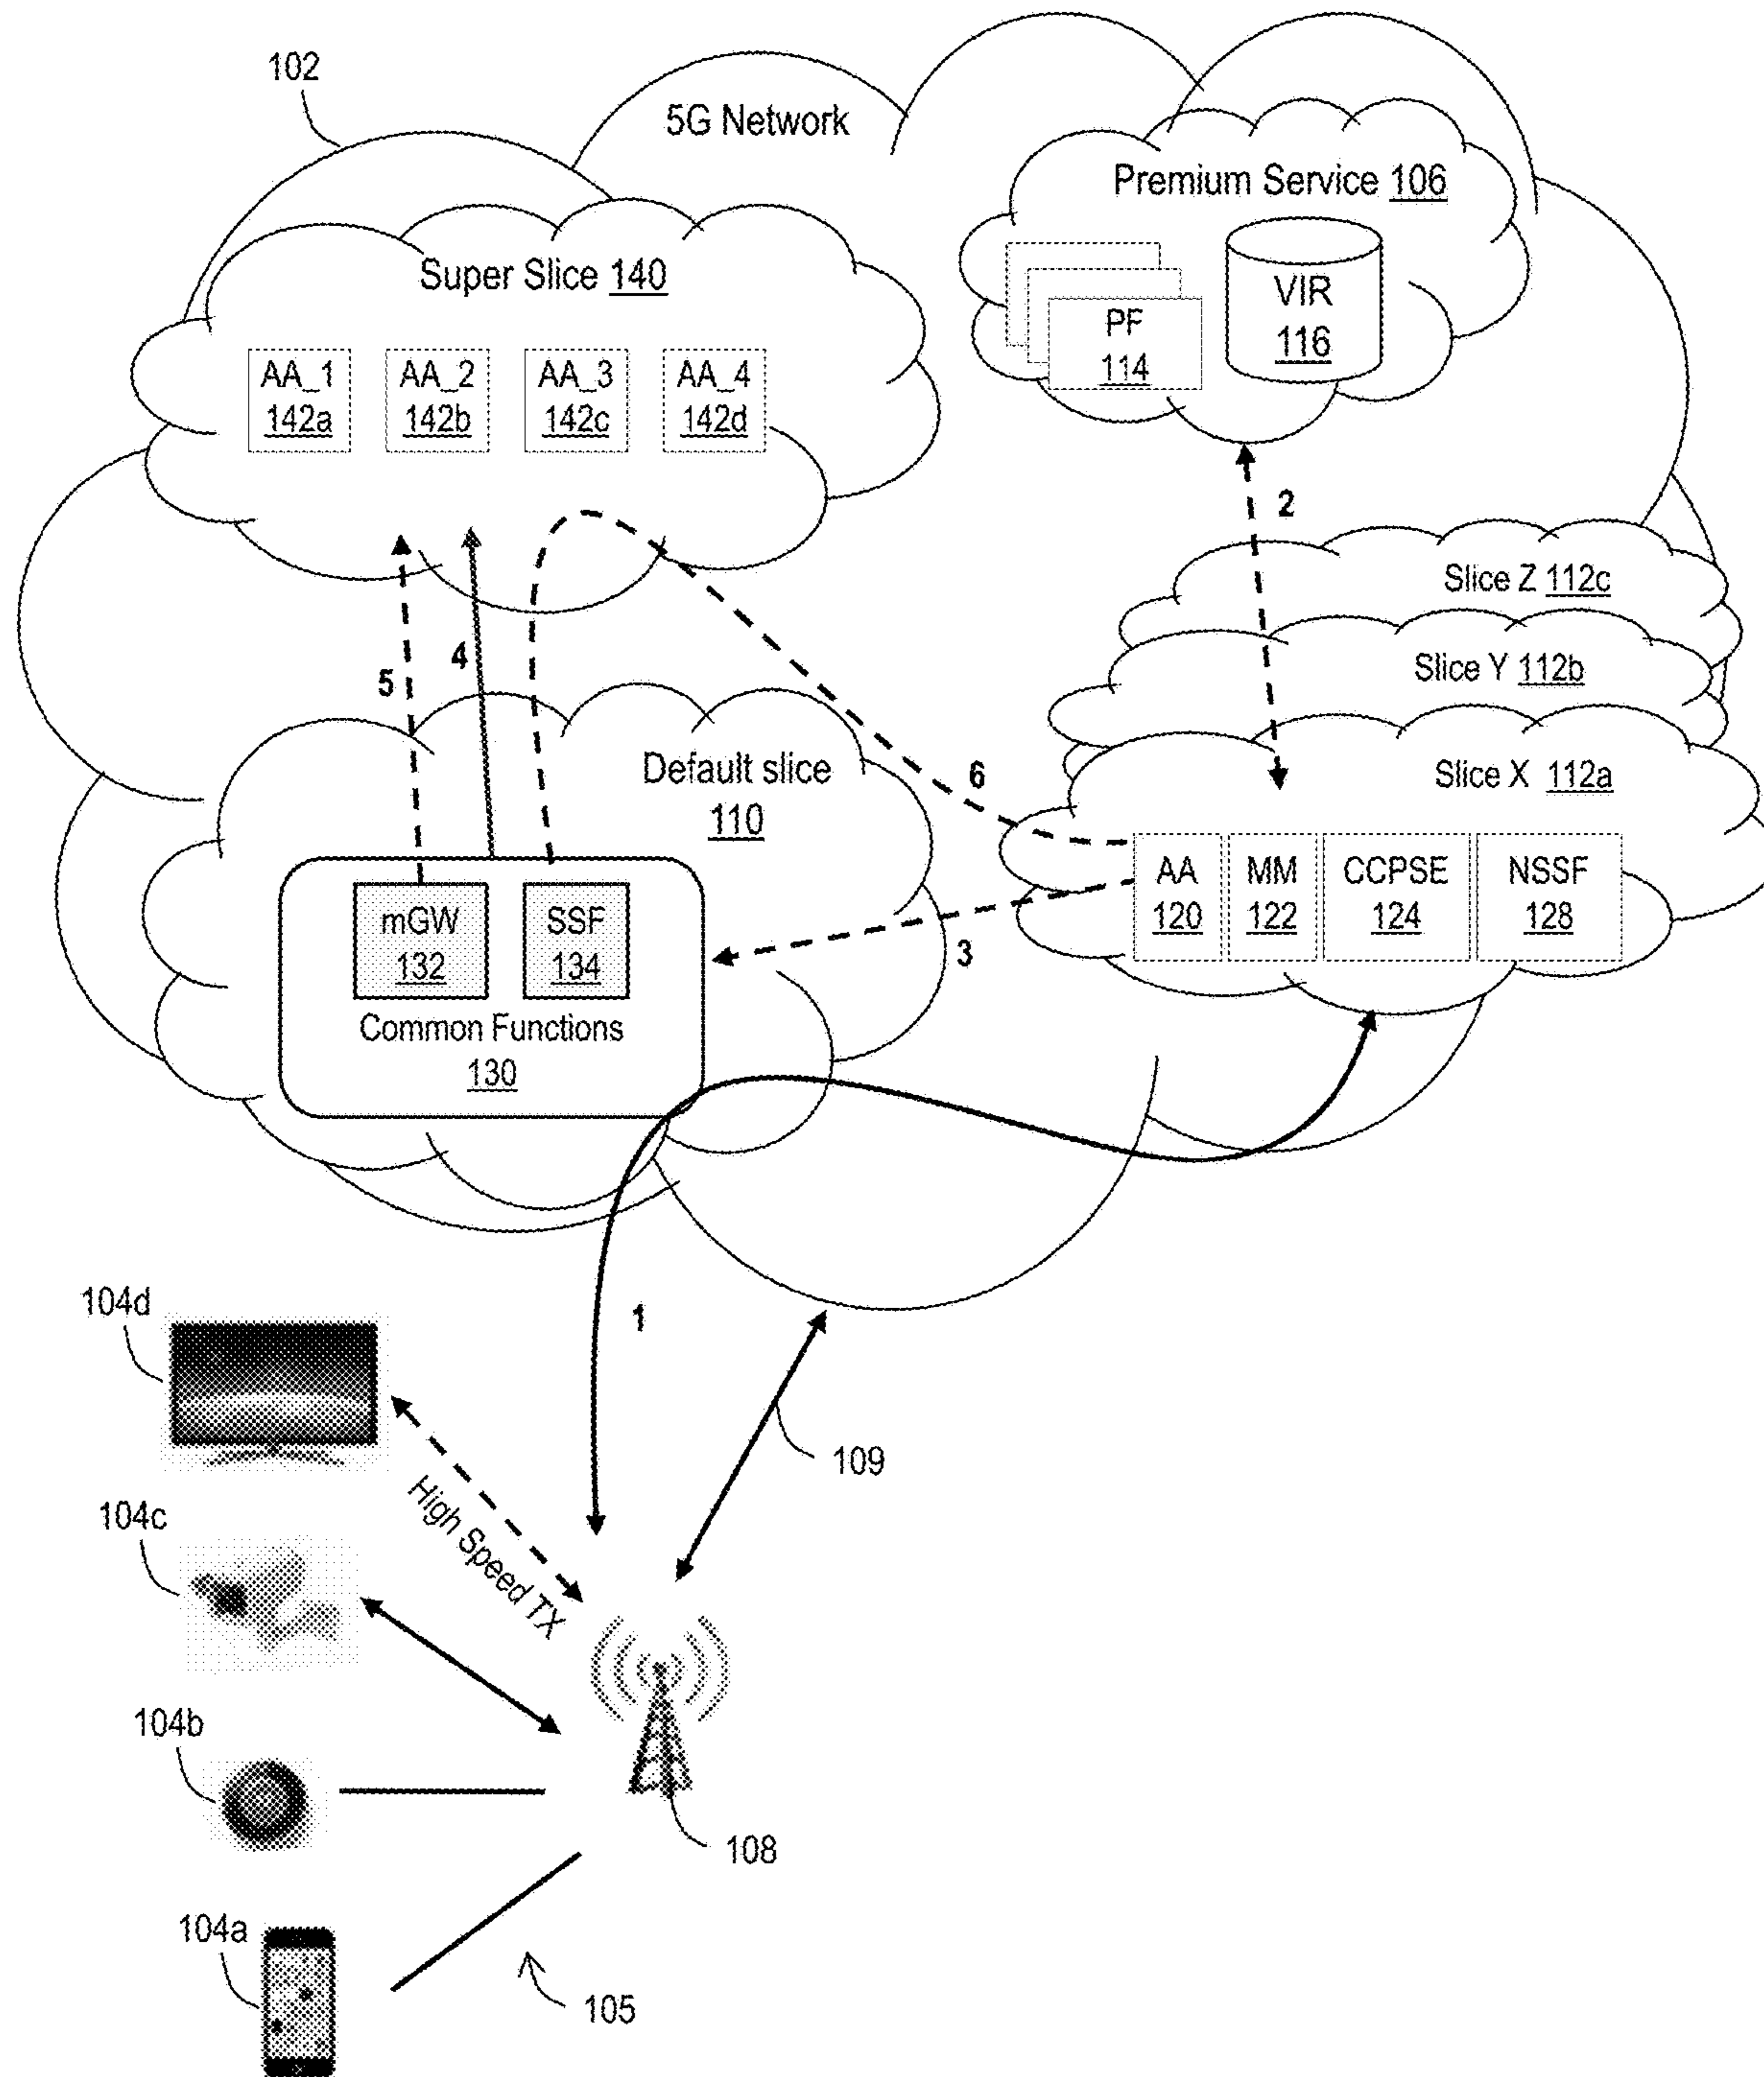 102
5G Network
Premium Service 106
VIR
116
PF
114
Super Slice 140
AA_1
142a
AA_2
142b
AA_3
142c
AA_4
142d
2
Slice Z 112c
Slice Y 112b
Slice X 112a
5
4
6
Default slice
110
AA
120
MM
122
CCPSE
124
NSSF
128
mGW
132
SSF
134
3
Common Functions
130
104d
1
109
High Speed TX
104c
104b
108
104a
105